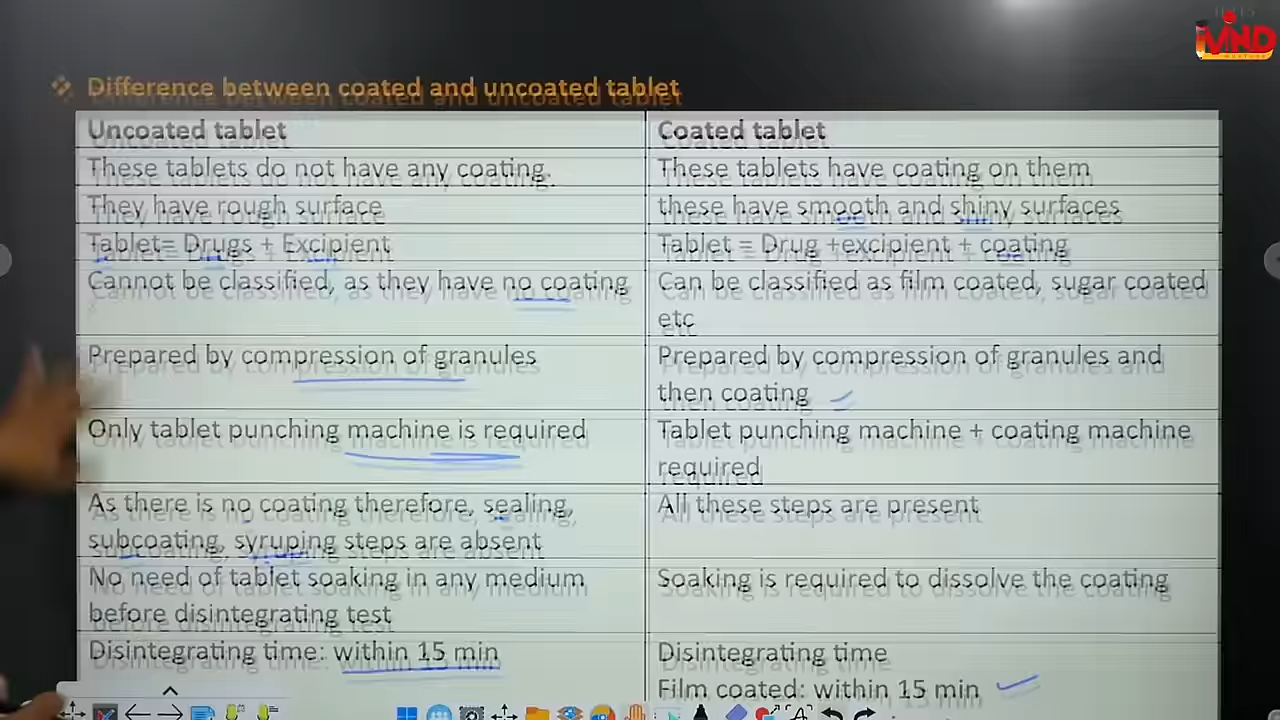 Difference between coated and uncoated tablet
Uncoated tablet
Coated tablet
These tablets do not have any coating.
These tablets have coating on them
They have rough surface
these have smooth and shiny surfaces
Tablet= Drugs + Excipient
Tablet = Drug +excipient + coating
Cannot be classified, as they have no coating
Can be classified as film coated, sugar coated
etc
Prepared by compression of granules
Prepared by compression of granules and
then coating
Only tablet punching machine is required
Tablet punching machine + coating machine
required
As there is no coating therefore, sealing,
subcoating, syruping steps are absent
All these steps are present
No need of tablet soaking in any medium
before disintegrating test
Soaking is required to dissolve the coating
Disintegrating time: within 15 min
Disintegrating time
Film coated: within 15 min